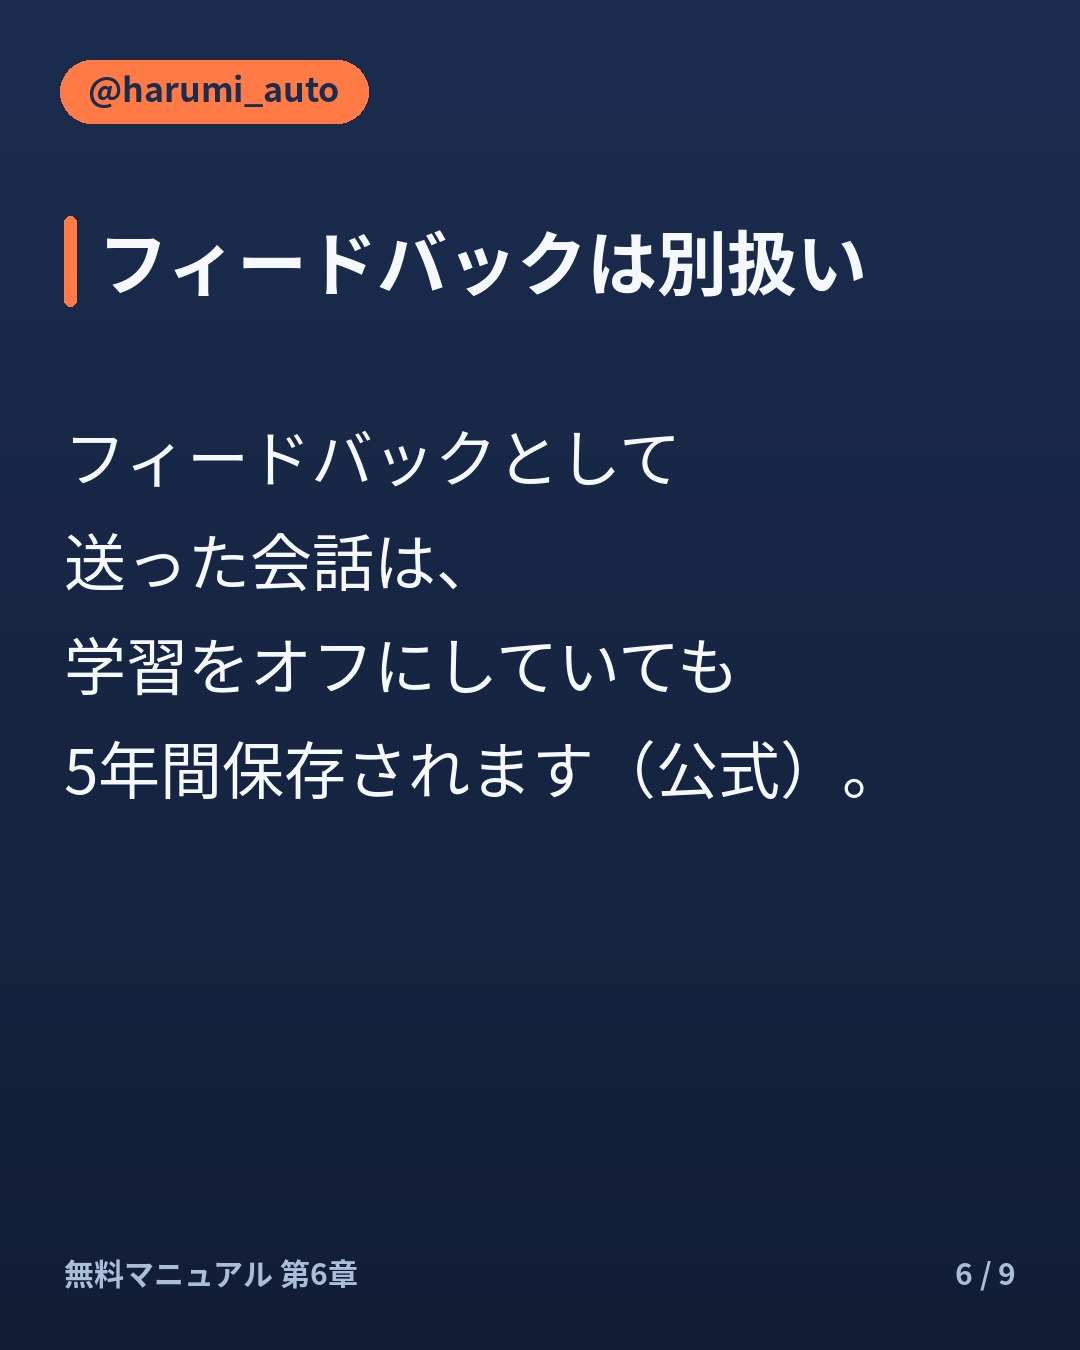 @harumi_auto
フィードバックは別扱い
フィードバックとして
送った会話は、
学習をオフにしていても
5年間保存されます（公式）。
無料マニュアル 第6章
6 / 9